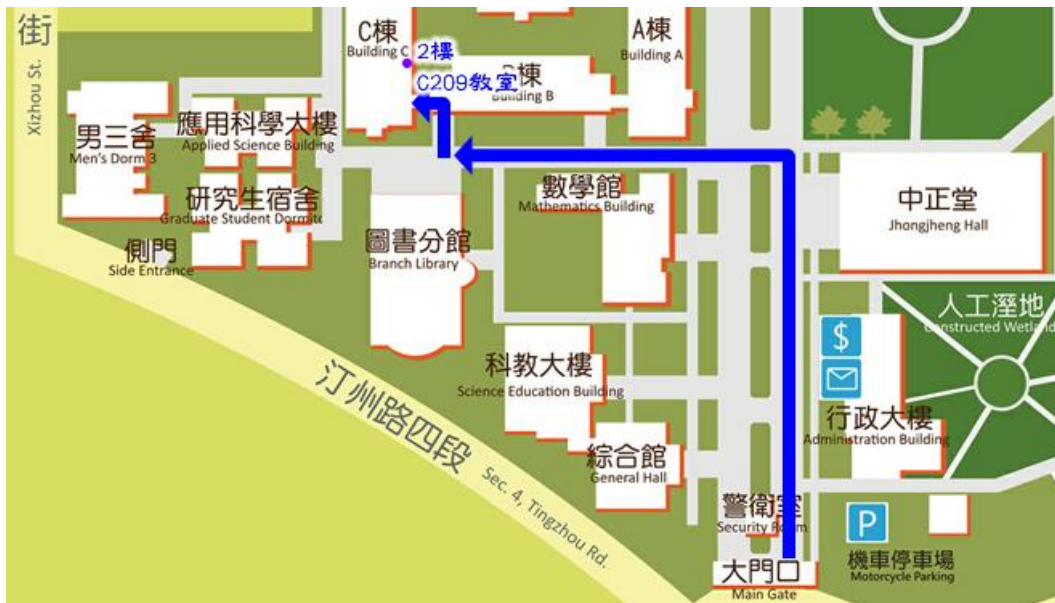 街
Xizhou St.
C棟
Building C
2樓
C209教室
棟
Building B
A棟
Building A
男三舍
Men's Dorm 3
應用科學大樓
Applied Science Building
研究生宿舍
Graduate Student Dormito
側門
Side Entrance
圖書分館
Branch Library
數學館
Mathematics Building
中正堂
Jhongjheng Hall
人工溼地
Constructed Wetland
$
科教大樓
Science Education Building
行政大樓
Administration Building
汀州路四段
Sec. 4, Tingzhou Rd.
綜合館
General Hall
警衛室
Security Room
P
機車停車場
Motorcycle Parking
大門口
Main Gate